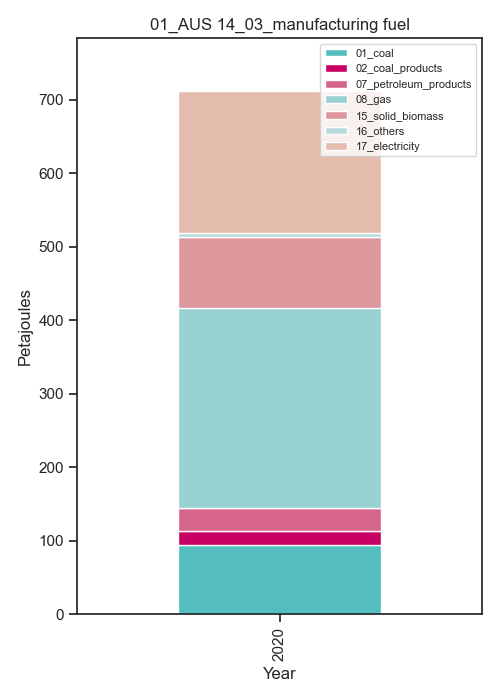 01_AUS 14_03_manufacturing fuel
01_coal
02_coal_products
07_petroleum_products
08_gas
15_solid_biomass
16_others
17_electricity
700
600
500
400
300
200
100
0
Petajoules
2020
Year